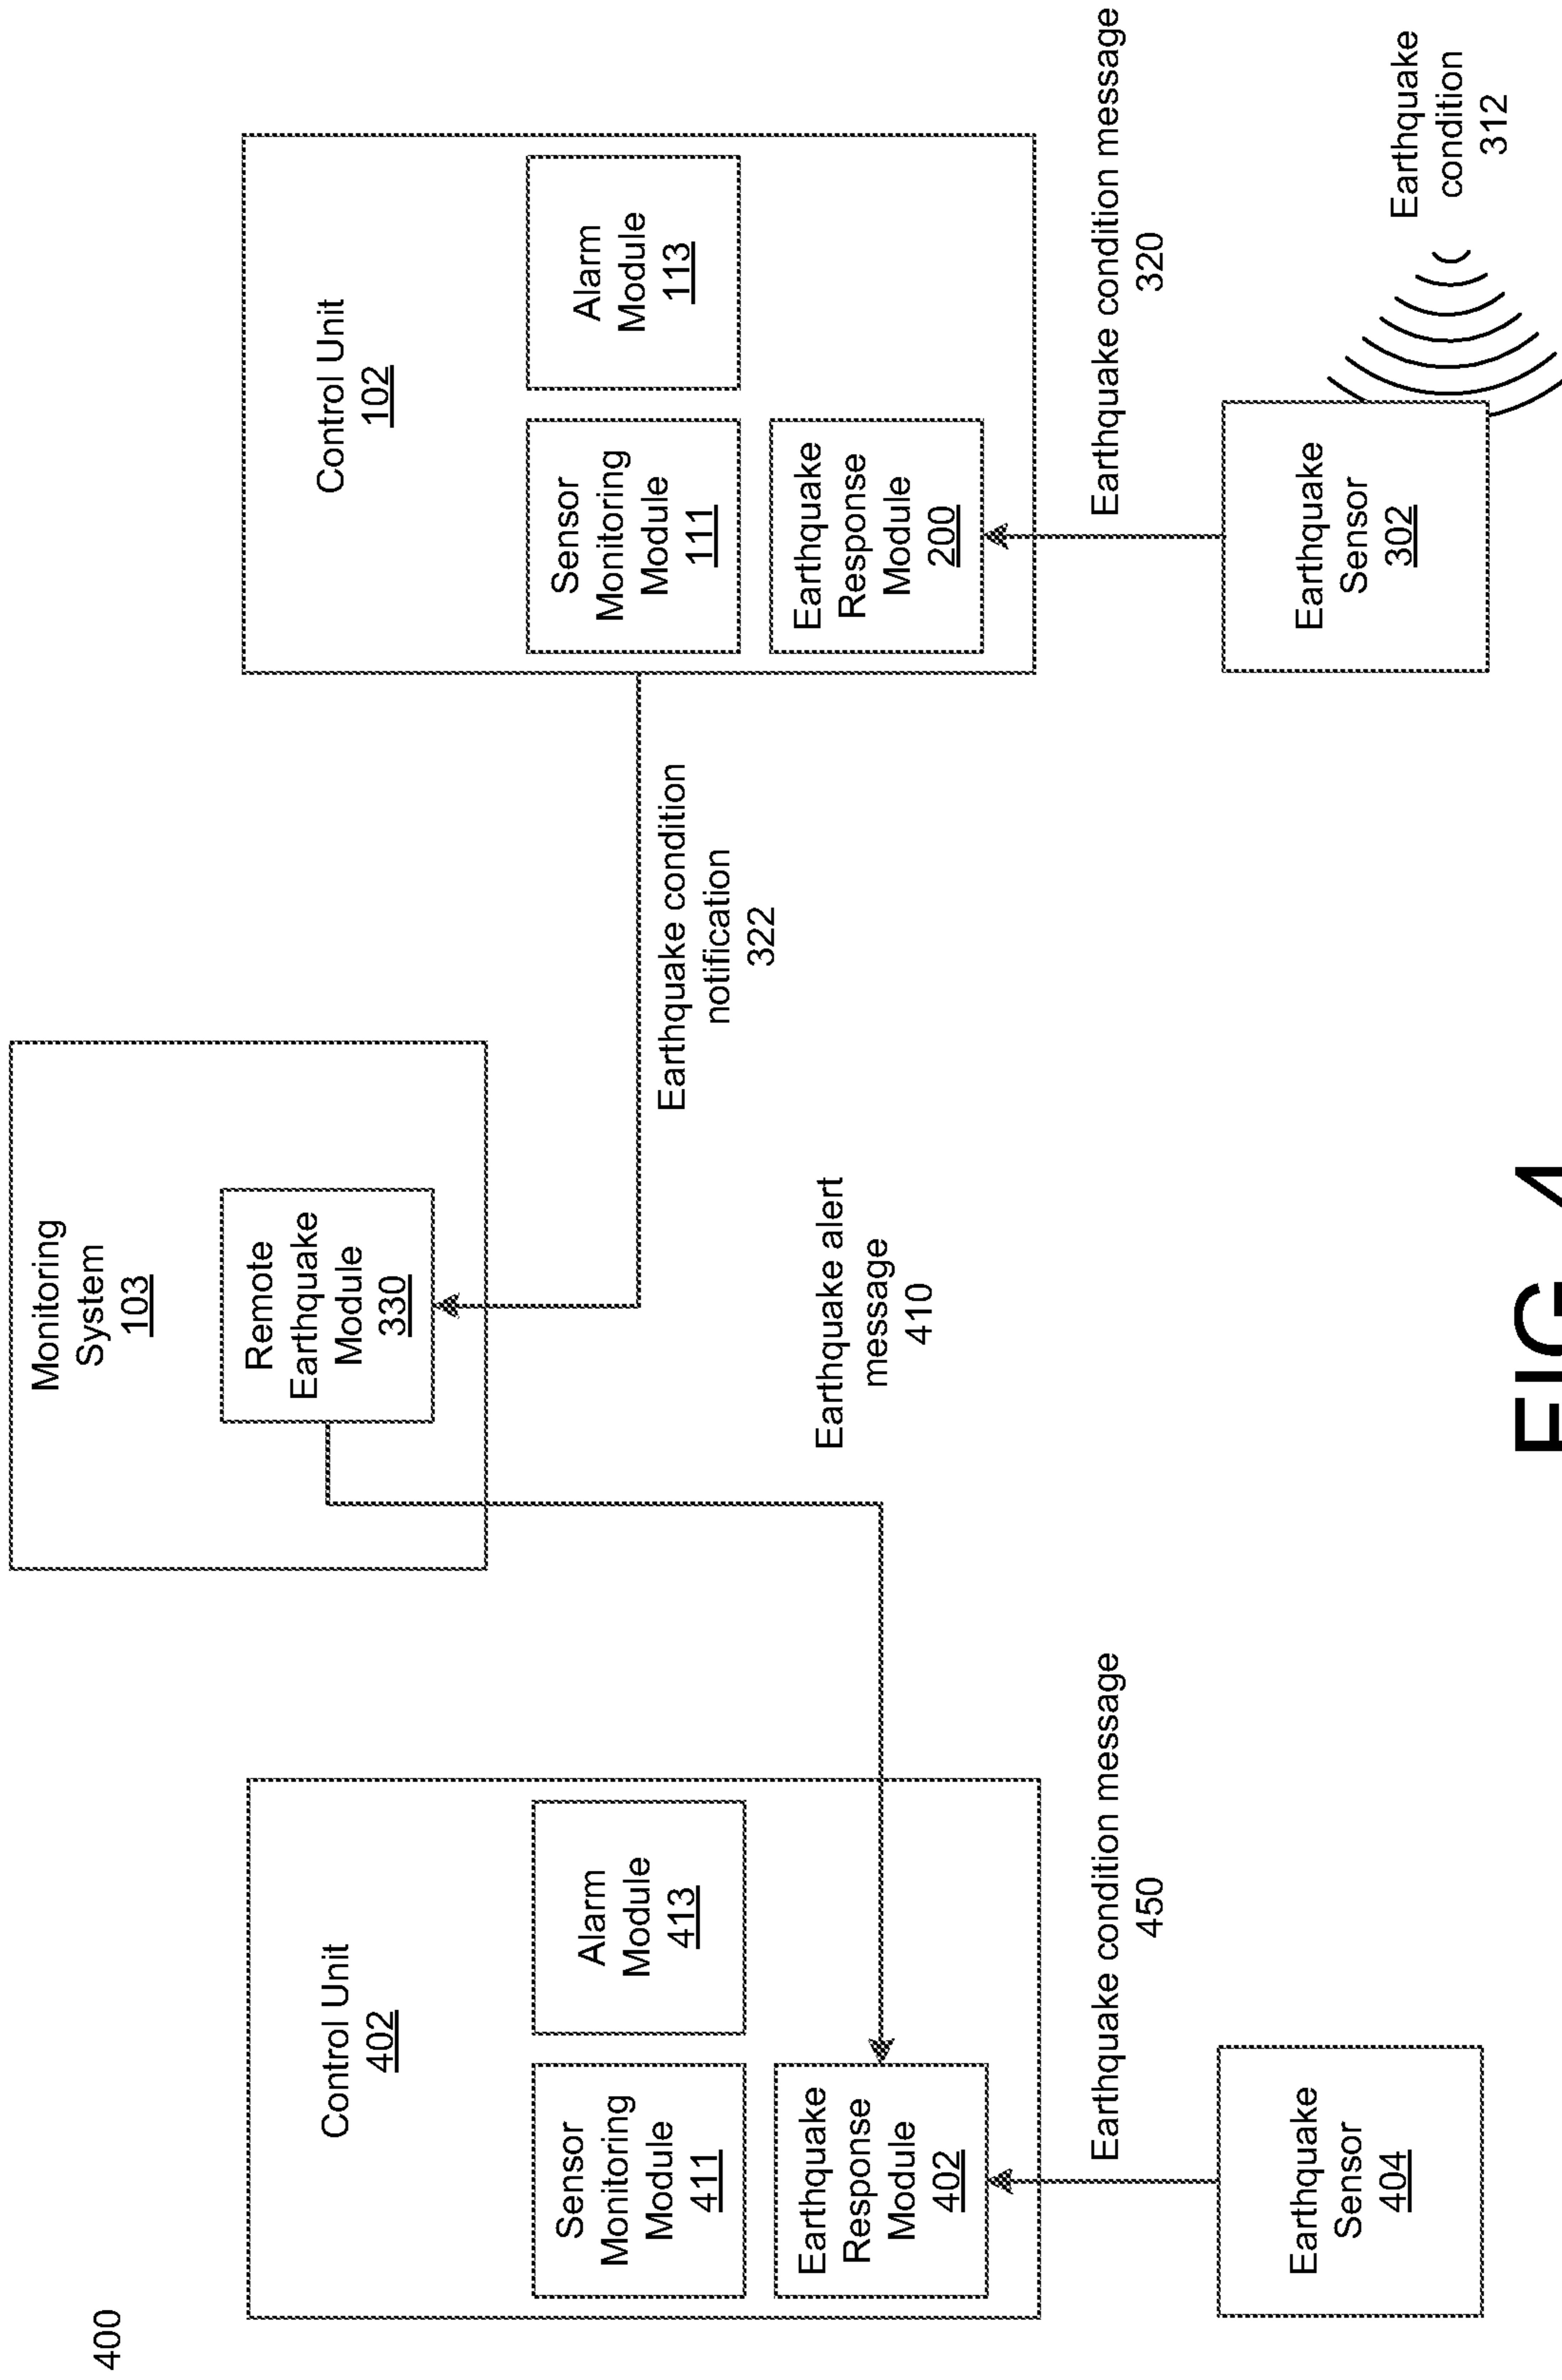 400
Monitoring
System
103
Remote
Earthquake
Module
330
Control Unit
402
Sensor
Monitoring
Module
411
Alarm
Module
413
Earthquake
Response
Module
402
Earthquake alert
message
410
Earthquake condition
notification
322
Control Unit
102
Sensor
Monitoring
Module
111
Alarm
Module
113
Earthquake
Response
Module
200
Earthquake condition message
450
Earthquake condition message
320
Earthquake
Sensor
404
Earthquake
Sensor
302
Earthquake
condition
312
FIG. 4